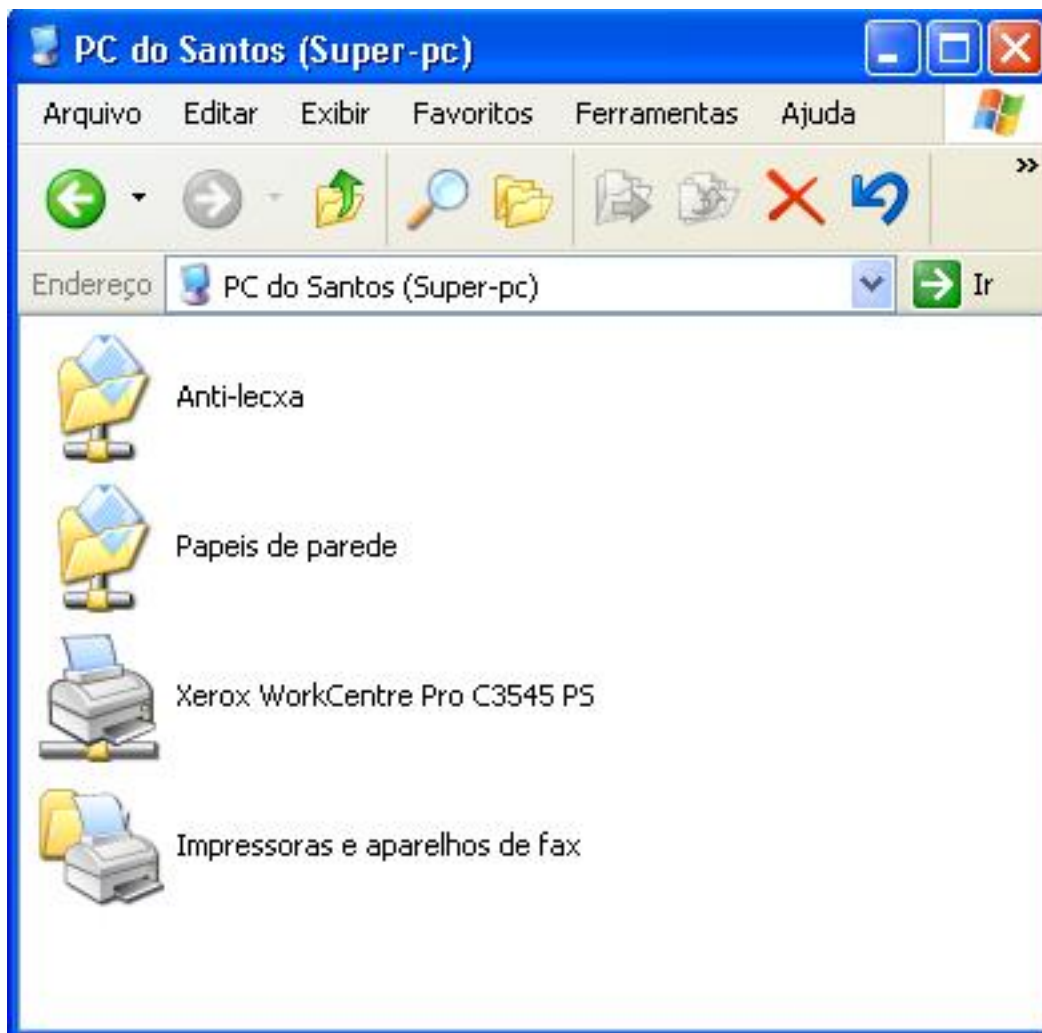 PC do Santos (Super-pc)
Arquivo Editar Exibir Favoritos Ferramentas Ajuda
»
Endereço PC do Santos (Super-pc) Ir
Anti-lecxa
Papeis de parede
Xerox WorkCentre Pro C3545 PS
Impressoras e aparelhos de fax